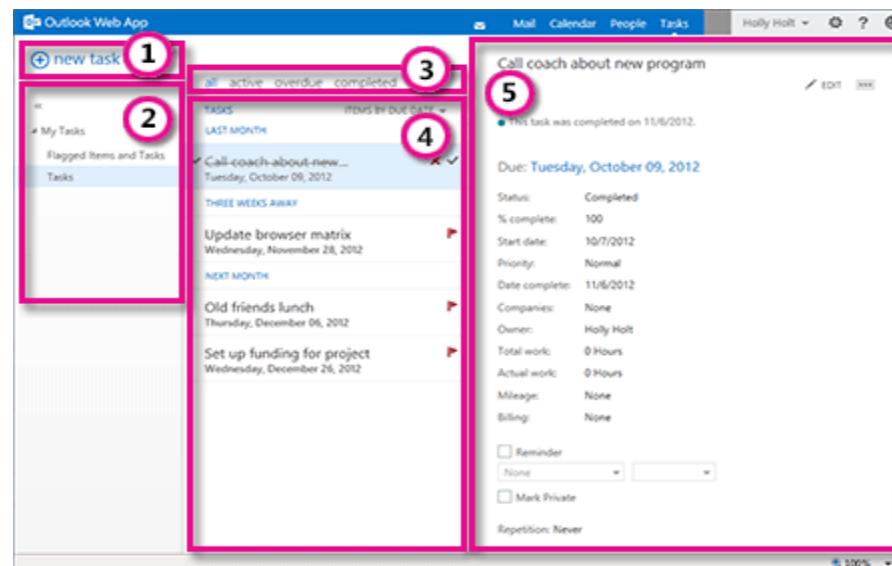 Outlook Web App
Mail Calendar People Tasks Holly Holt ?
new task 1
2
«
My Tasks
Flagged Items and Tasks
Tasks
3
all active overdue completed
TASKS ITEMS BY DUE DATE
4
LAST MONTH
Call coach about new...
Tuesday, October 09, 2012
THREE WEEKS AWAY
Update browser matrix
Wednesday, November 28, 2012
NEXT MONTH
Old friends lunch
Thursday, December 06, 2012
Set up funding for project
Wednesday, December 26, 2012
Call coach about new program
5
EDIT
This task was completed on 11/6/2012.
Due: Tuesday, October 09, 2012
Status: Completed
% complete: 100
Start date: 10/7/2012
Priority: Normal
Date complete: 11/6/2012
Companies: None
Owner: Holly Holt
Total work: 0 Hours
Actual work: 0 Hours
Mileage: None
Billing: None
Reminder
None
Mark Private
Repetition: Never
100%